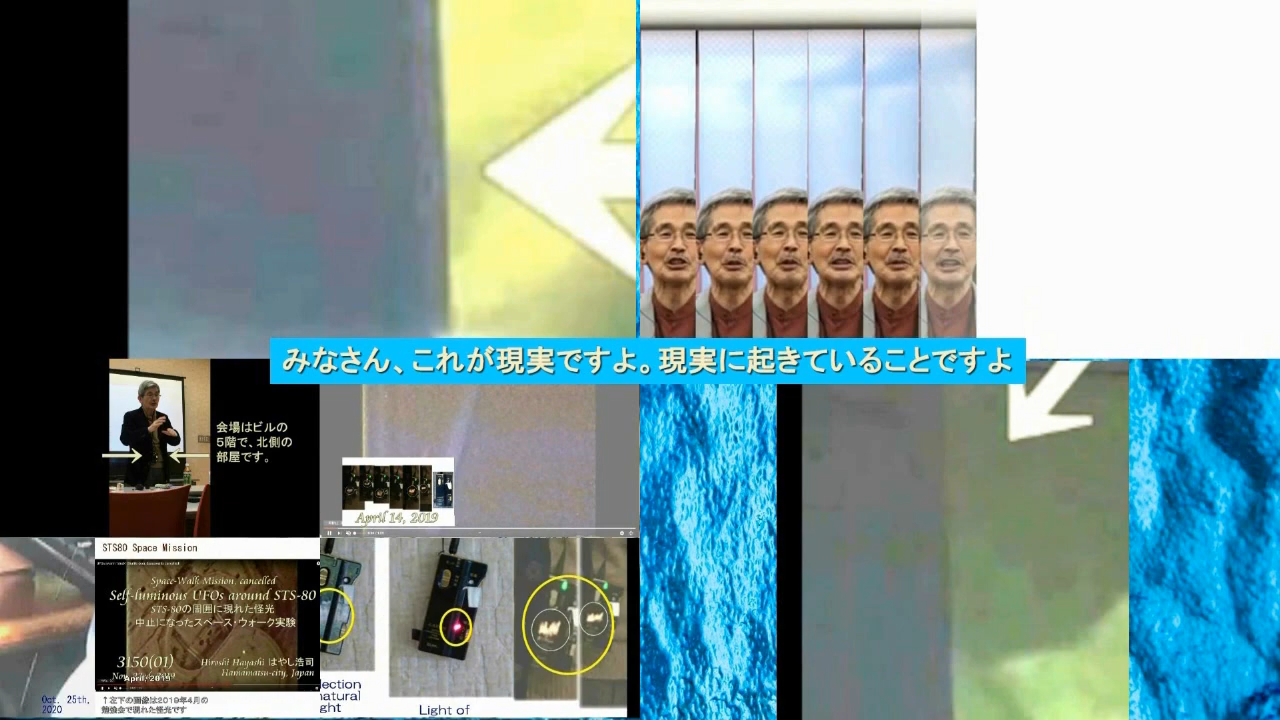 みなさん、これが現実ですよ。現実に起きていることですよ
会場はビルの
5階で、北側の
部屋です。
April 14, 2019
STS80 Space Mission
Space-Walk Mission cancelled
Self-luminous UFOs around STS-80
STS-80の周囲に現れた怪光
中止になったスペース・ウォーク実験
3150(01)
Hiroshi Hayashi はやし浩司
Hamamatsu-city, Japan
April, 2019
Oct. 25th,
2020
↑左下の画像は2019年4月の
勉強会で現れた怪光です
lection
natural
ght
Light of